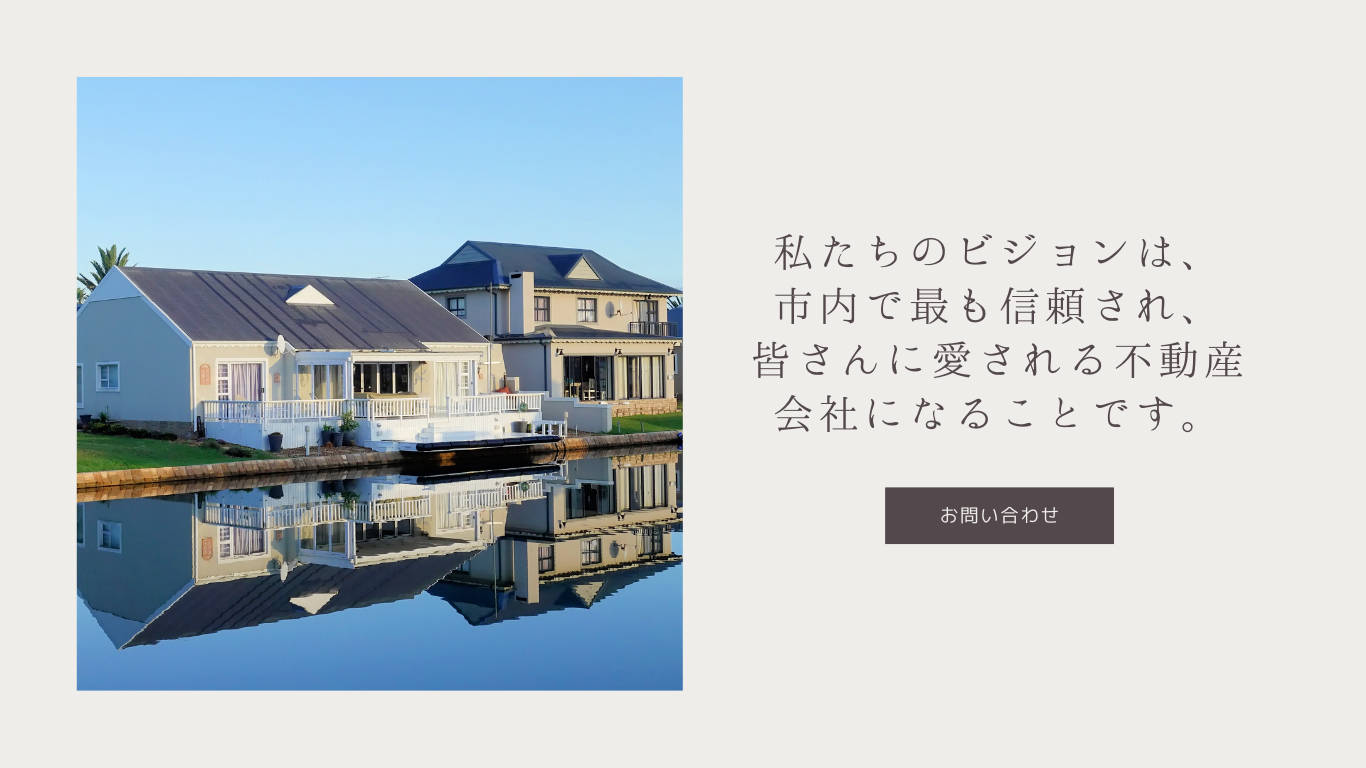 私たちのビジョンは、
市内で最も信頼され、
皆さんに愛される不動産
会社になることです。
お問い合わせ